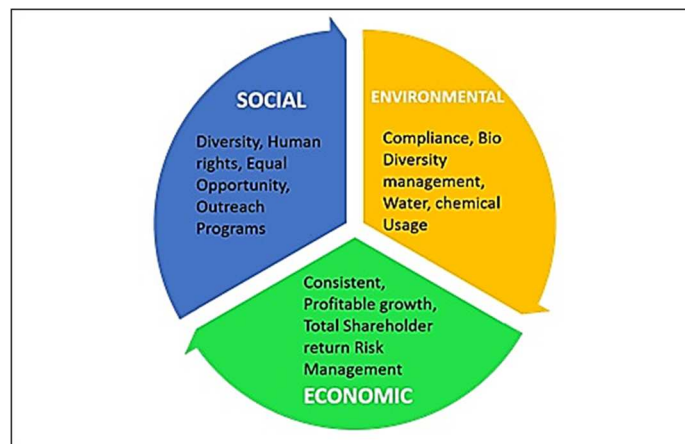 SOCIAL
Diversity, Human
rights, Equal
Opportunity,
Outreach
Programs
ENVIRONMENTAL
Compliance, Bio
Diversity
management,
Water, chemical
Usage
Consistent,
Profitable growth,
Total Shareholder
return Risk
Management
ECONOMIC